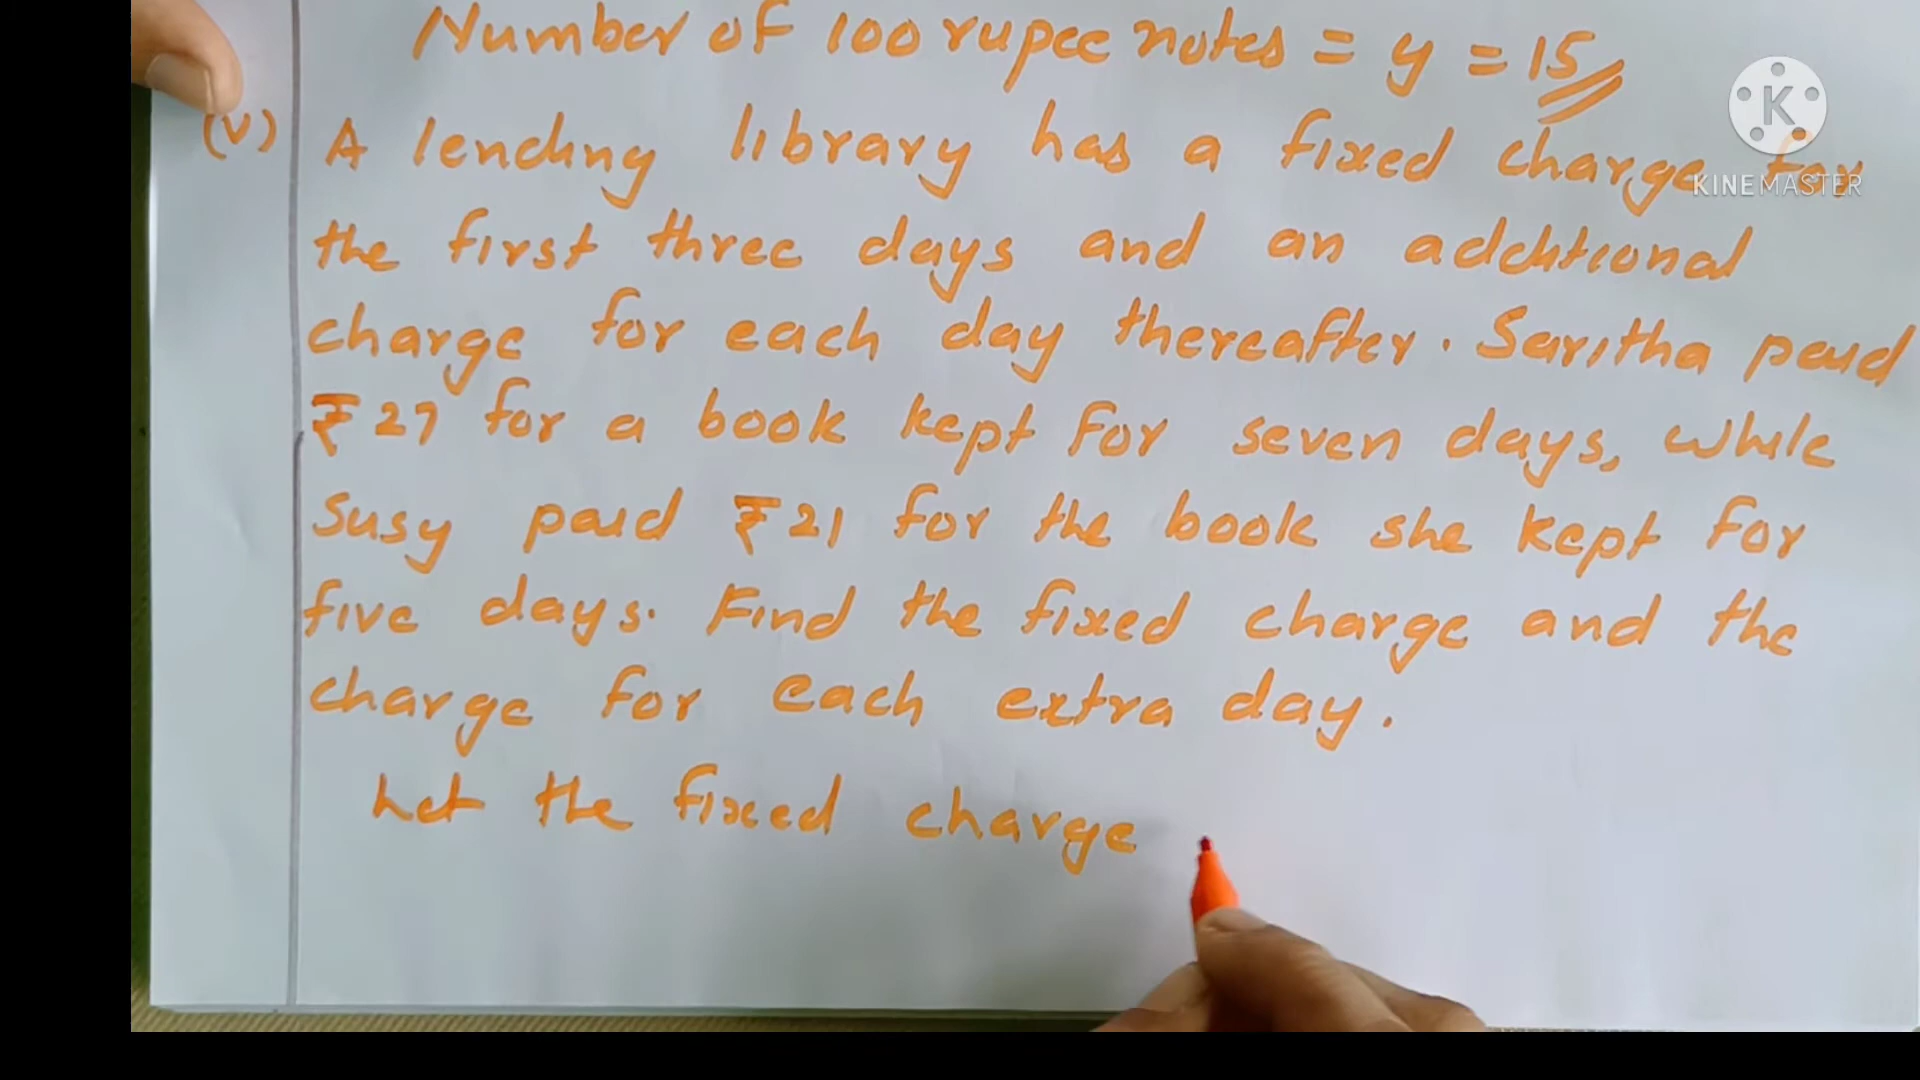 Number of 100 rupee notes = y = 15
(v) A lending library has a fixed charge for
the first three days and an additional
charge for each day thereafter. Saritha paid
₹27 for a book kept for seven days, while
Susy paid ₹21 for the book she kept for
five days. Find the fixed charge and the
charge for each extra day.
Let the fixed charge
K
KINEMASTER